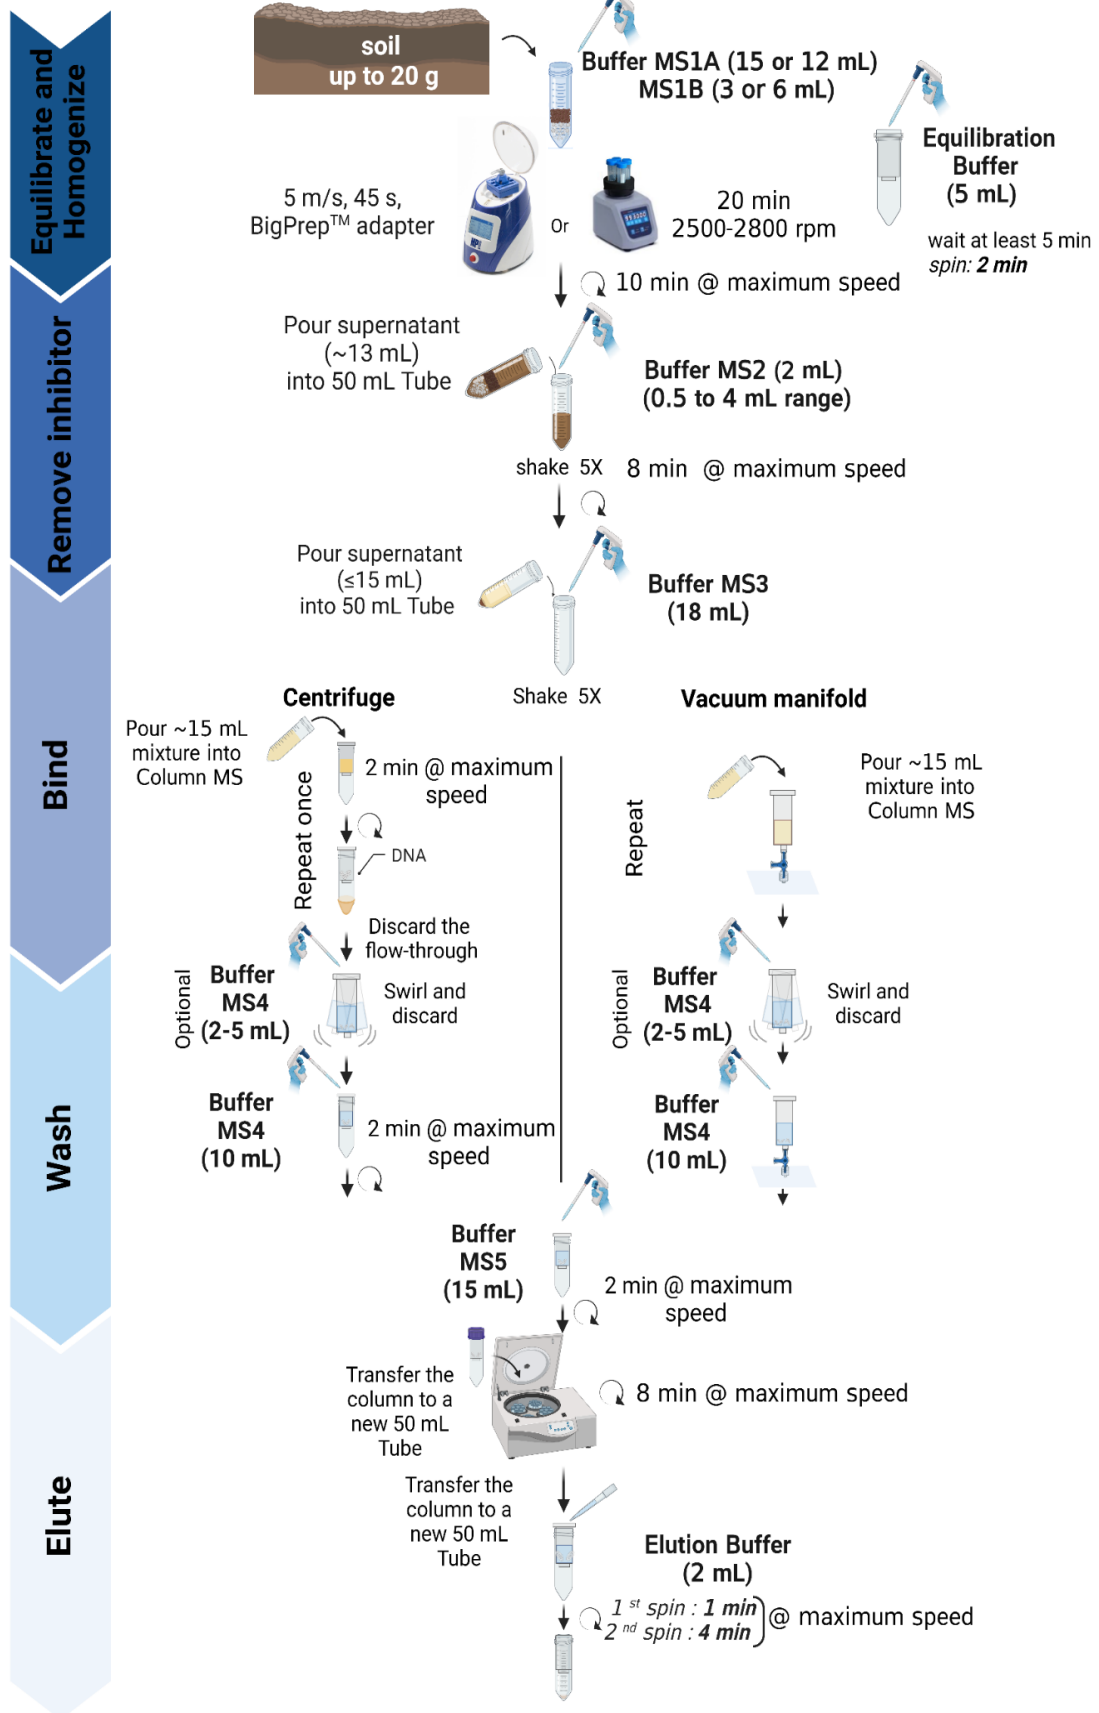 Equilibrate and
Homogenize
soil
up to 20 g
Buffer MS1A (15 or 12 mL)
MS1B (3 or 6 mL)
Equilibration
Buffer
(5 mL)
wait at least 5 min
spin: 2 min
5 m/s, 45 s,
BigPrep™ adapter
Or
20 min
2500-2800 rpm
10 min @ maximum speed
Remove inhibitor
Pour supernatant
(~13 mL)
into 50 mL Tube
Buffer MS2 (2 mL)
(0.5 to 4 mL range)
shake 5X
8 min @ maximum speed
Pour supernatant
(≤15 mL)
into 50 mL Tube
Buffer MS3
(18 mL)
Shake 5X
Bind
Centrifuge
Pour ~15 mL
mixture into
Column MS
2 min @ maximum
speed
Repeat once
DNA
Discard the
flow-through
Vacuum manifold
Pour ~15 mL
mixture into
Column MS
Repeat
Wash
Optional
Buffer
MS4
(2-5 mL)
Swirl and
discard
Buffer
MS4
(10 mL)
2 min @ maximum
speed
Optional
Buffer
MS4
(2-5 mL)
Swirl and
discard
Buffer
MS4
(10 mL)
Buffer
MS5
(15 mL)
2 min @ maximum
speed
Elute
Transfer the
column to a
new 50 mL
Tube
8 min @ maximum speed
Transfer the
column to a
new 50 mL
Tube
Elution Buffer
(2 mL)
1 st spin : 1 min
2 nd spin : 4 min
@ maximum speed